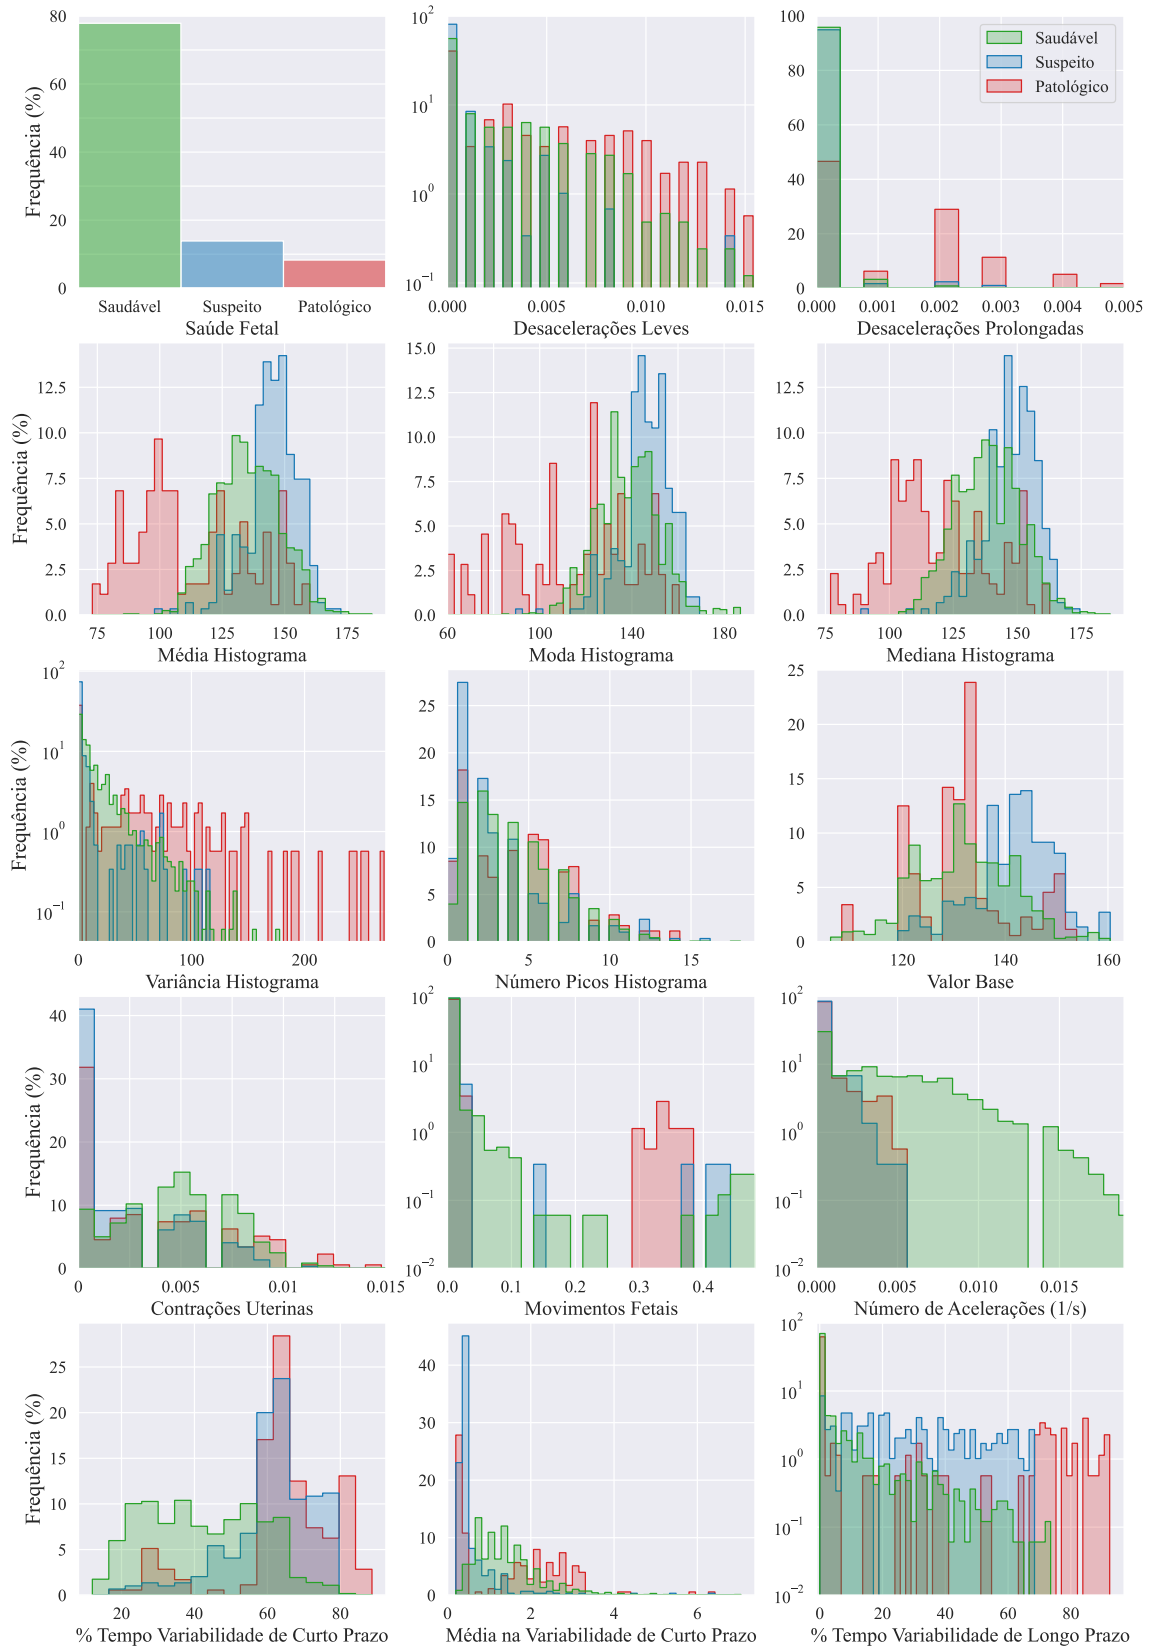 Frequência (%)
80
60
40
20
0
Saudável Suspeito Patológico
Saúde Fetal
10²
10¹
10⁰
10⁻¹
0.000 0.005 0.010 0.015
Desacelerações Leves
100
80
60
40
20
0
0.000 0.001 0.002 0.003 0.004 0.005
Desacelerações Prolongadas
Saudável
Suspeito
Patológico
Frequência (%)
12.5
10.0
7.5
5.0
2.5
0.0
75 100 125 150 175
Média Histograma
15.0
12.5
10.0
7.5
5.0
2.5
0.0
60 100 140 180
Moda Histograma
12.5
10.0
7.5
5.0
2.5
0.0
75 100 125 150 175
Mediana Histograma
Frequência (%)
10²
10¹
10⁰
10⁻¹
0 100 200
Variância Histograma
25
20
15
10
5
0
0 5 10 15
Número Picos Histograma
25
20
15
10
5
0
120 140 160
Valor Base
Frequência (%)
40
30
20
10
0
0 0.005 0.01 0.015
Contrações Uterinas
10²
10¹
10⁰
10⁻¹
10⁻²
0.0 0.1 0.2 0.3 0.4
Movimentos Fetais
10²
10¹
10⁰
10⁻¹
10⁻²
0.000 0.005 0.010 0.015
Número de Acelerações (1/s)
Frequência (%)
25
20
15
10
5
0
20 40 60 80
% Tempo Variabilidade de Curto Prazo
40
30
20
10
0
0 2 4 6
Média na Variabilidade de Curto Prazo
10²
10¹
10⁰
10⁻¹
10⁻²
0 20 40 60 80
% Tempo Variabilidade de Longo Prazo